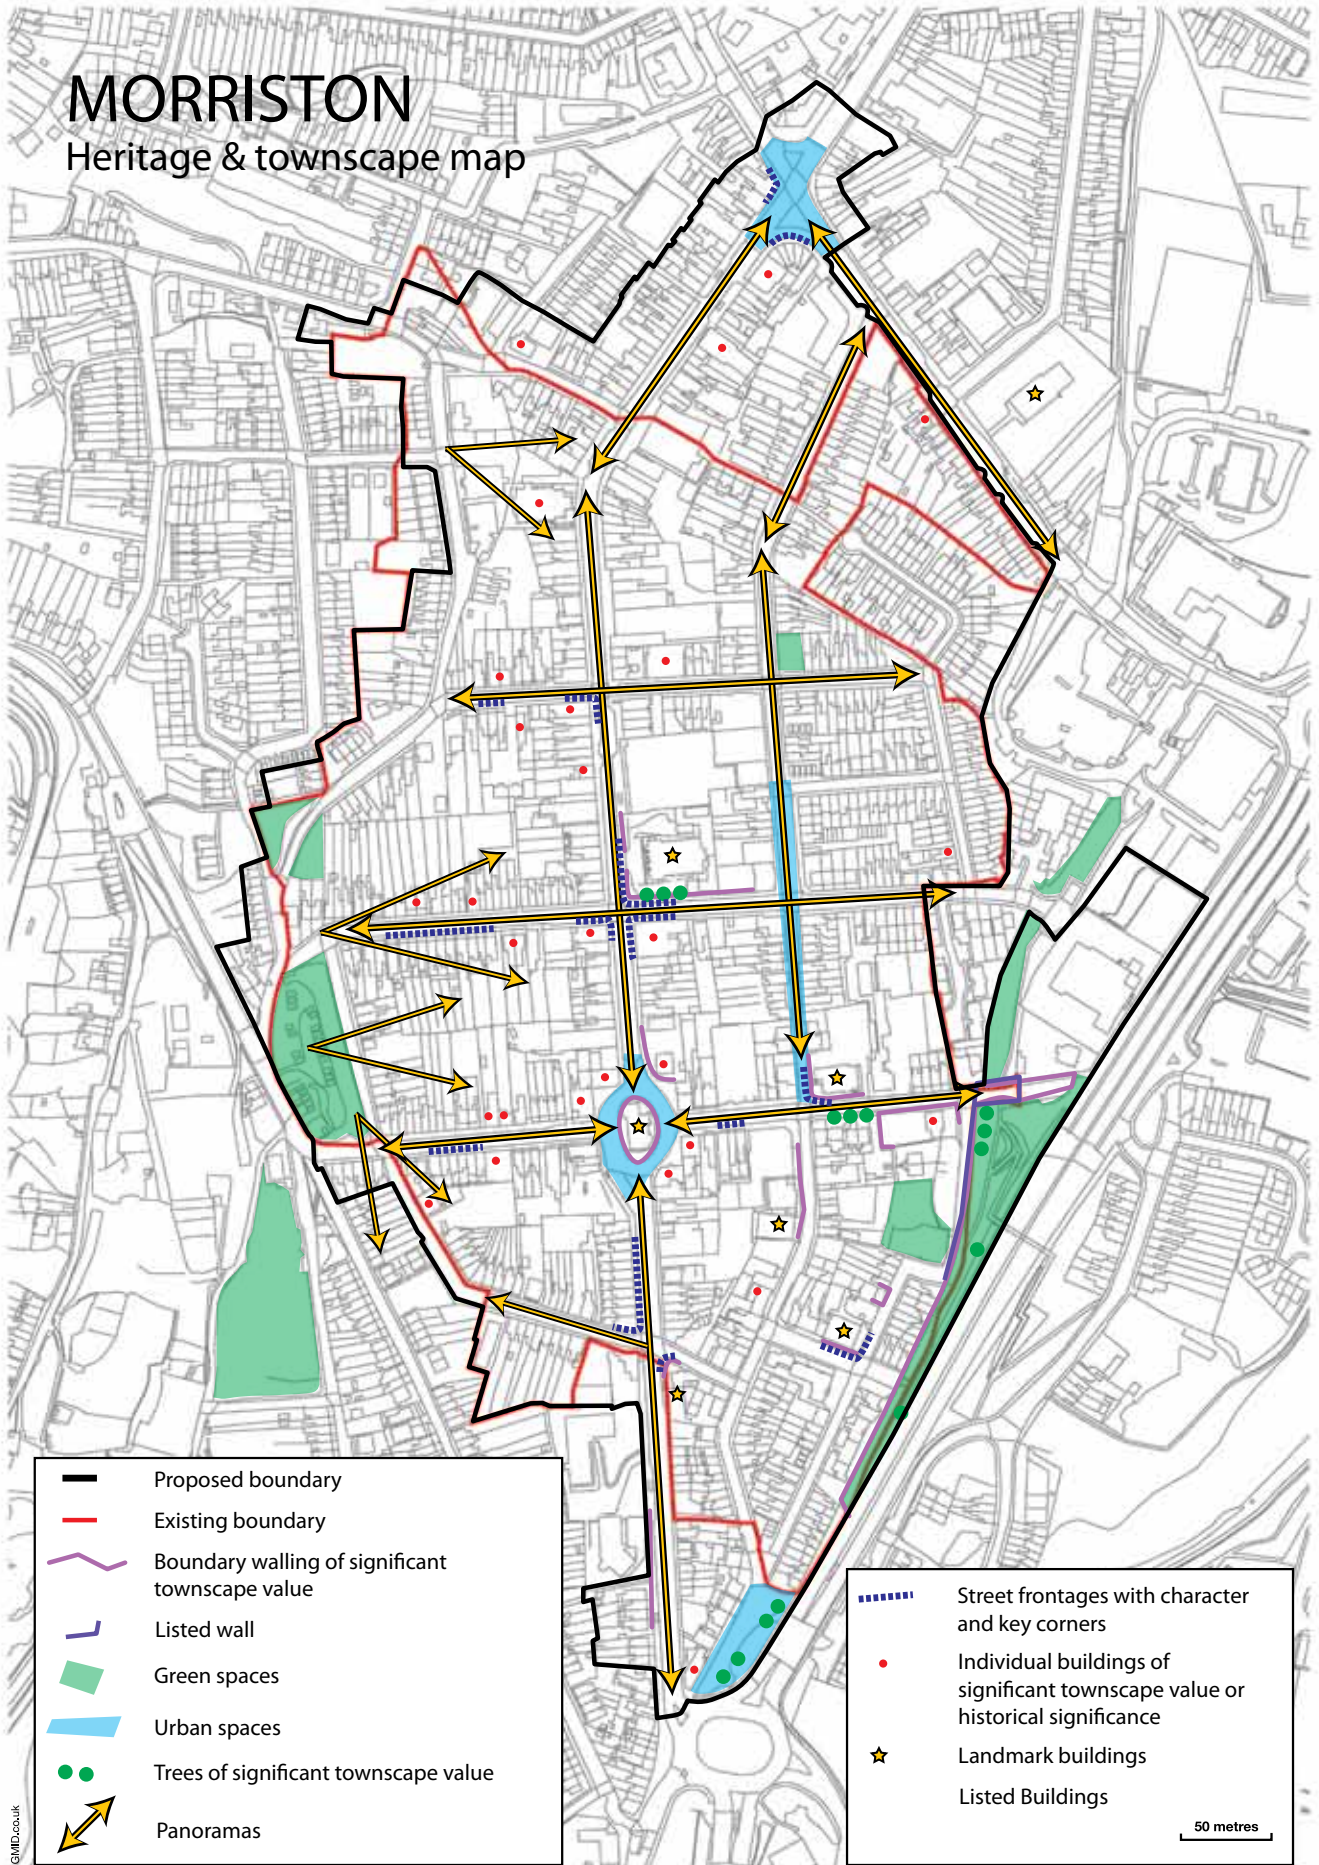 MORRISTON
Heritage & townscape map
Proposed boundary
Existing boundary
Boundary walling of significant
townscape value
Listed wall
Green spaces
Urban spaces
Trees of significant townscape value
Panoramas
Street frontages with character
and key corners
Individual buildings of
significant townscape value or
historical significance
Landmark buildings
Listed Buildings
50 metres
GMID.co.uk